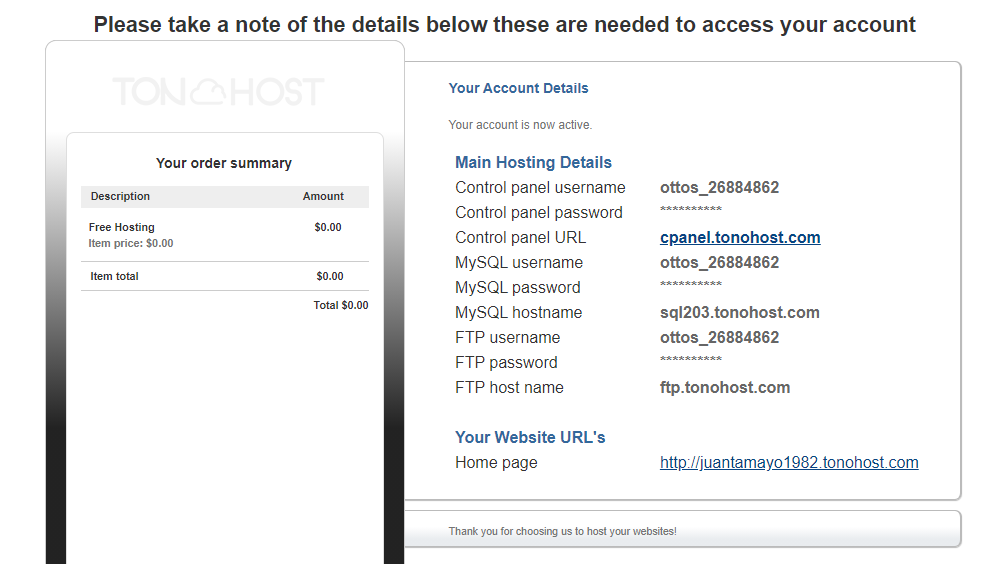 Please take a note of the details below these are needed to access your account
TONOHOST
Your order summary
Description Amount
Free Hosting $0.00
Item price: $0.00
Item total $0.00
Total $0.00
Your Account Details
Your account is now active.
Main Hosting Details
Control panel username ottos_26884862
Control panel password **********
Control panel URL cpanel.tonohost.com
MySQL username ottos_26884862
MySQL password **********
MySQL hostname sql203.tonohost.com
FTP username ottos_26884862
FTP password **********
FTP host name ftp.tonohost.com
Your Website URL's
Home page http://juantamayo1982.tonohost.com
Thank you for choosing us to host your websites!